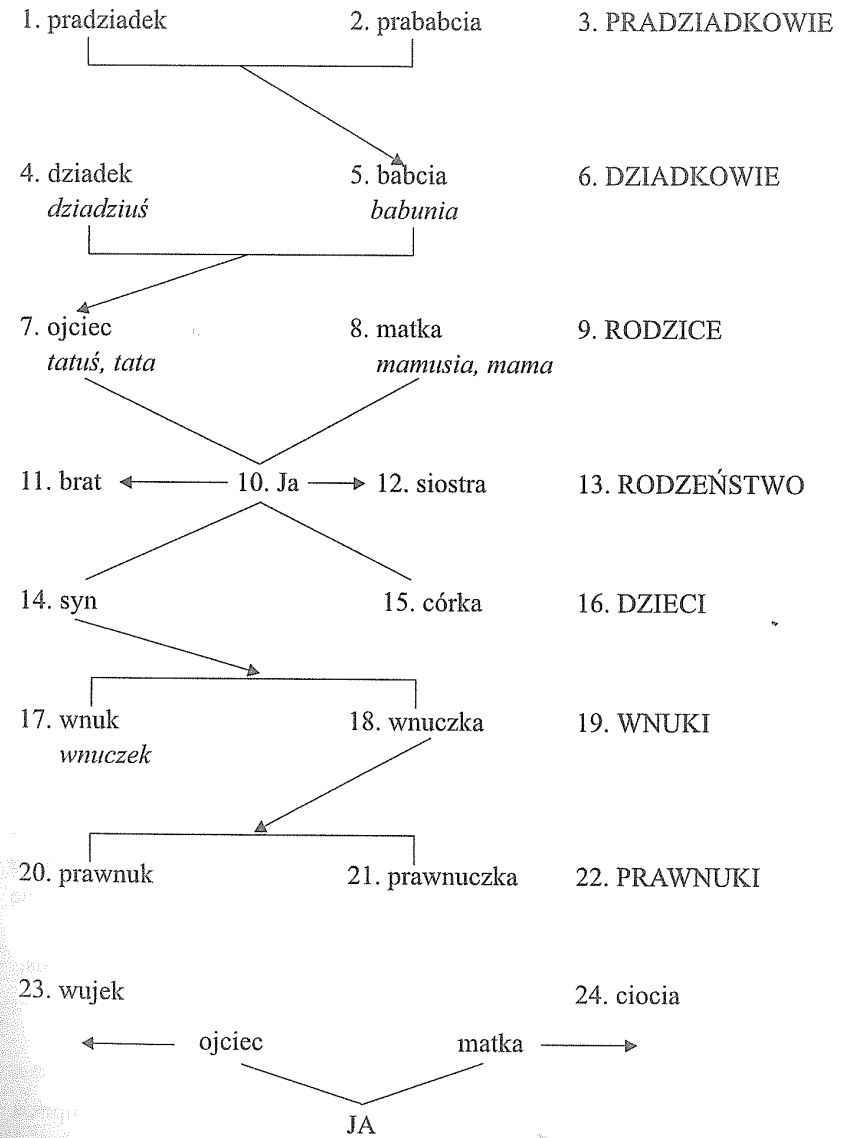 1. pradziadek 2. prababcia 3. PRADZIADKOWIE
4. dziadek 5. babcia 6. DZIADKOWIE
dziadziuś babunia
7. ojciec 8. matka 9. RODZICE
tatuś, tata mamusia, mama
11. brat 10. Ja 12. siostra 13. RODZEŃSTWO
14. syn 15. córka 16. DZIECI
17. wnuk 18. wnuczka 19. WNUKI
wnuczek
20. prawnuk 21. prawnuczka 22. PRAWNUKI
23. wujek 24. ciocia
ojciec matka
JA